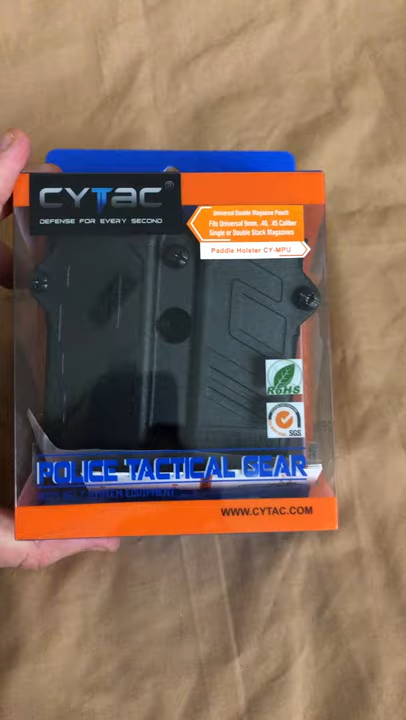 CYTAC®
DEFENSE FOR EVERY SECOND
Universal Double Magazine Pouch
Fits Universal 9mm, .40, .45 Caliber
Single or Double Stack Magazines
Paddle Holster CY-MPU
RoHS
SGS
POLICE TACTICAL GEAR
EQUIPMENT
WWW.CYTAC.COM